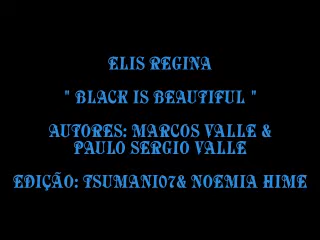 ELIS REGINA
" BLACK IS BEAUTIFUL "
AUTORES: MARCOS VALLE &
PAULO SERGIO VALLE
EDIÇÃO: TSUMANI07& NOEMIA HIME